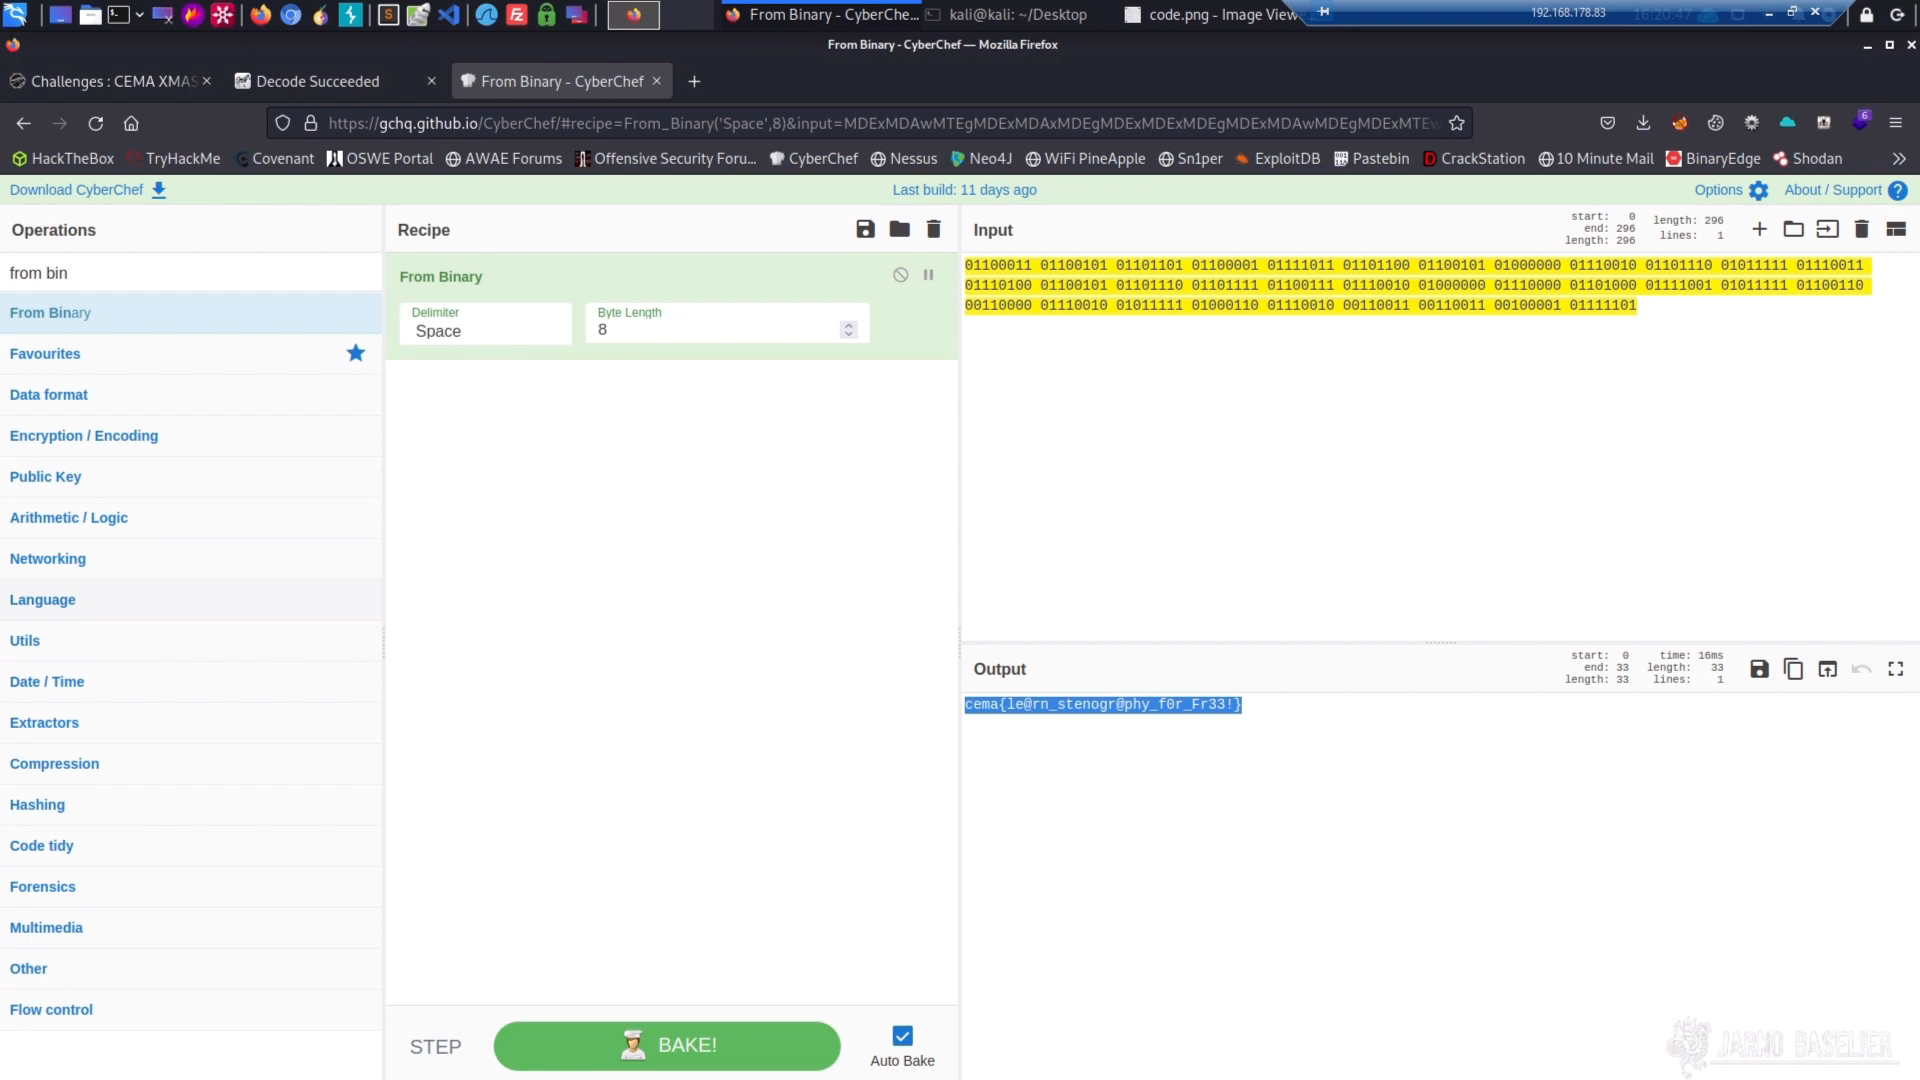 From Binary - CyberChe...
kali@kali: ~/Desktop
code.png - Image View
192.168.178.83
16:20:47
From Binary - CyberChef — Mozilla Firefox
Challenges : CEMA XMAS
Decode Succeeded
From Binary - CyberChef
https://gchq.github.io/CyberChef/#recipe=From_Binary('Space',8)&input=MDExMDAwMTEgMDExMDAxMDEgMDExMDExMDEgMDExMDAwMDEgMDExMTEw
6
HackTheBox
TryHackMe
Covenant
OSWE Portal
AWAE Forums
Offensive Security Foru...
CyberChef
Nessus
Neo4J
WiFi PineApple
Sn1per
ExploitDB
Pastebin
CrackStation
10 Minute Mail
BinaryEdge
Shodan
Download CyberChef
Last build: 11 days ago
Options
About / Support
Operations
from bin
From Binary
Favourites
Data format
Encryption / Encoding
Public Key
Arithmetic / Logic
Networking
Language
Utils
Date / Time
Extractors
Compression
Hashing
Code tidy
Forensics
Multimedia
Other
Flow control
Recipe
From Binary
Delimiter
Space
Byte Length
8
STEP
BAKE!
Auto Bake
Input
start: 0
end: 296
length: 296
length: 296
lines: 1
01100011 01100101 01101101 01100001 01111011 01101100 01100101 01000000 01110010 01101110 01011111 01110011
01110100 01100101 01101110 01101111 01100111 01110010 01000000 01110000 01101000 01111001 01011111 01100110
00110000 01110010 01011111 01000110 01110010 00110011 00110011 00100001 01111101
Output
start: 0
end: 33
length: 33
time: 16ms
length: 33
lines: 1
cema{le@rn_stenogr@phy_f0r_Fr33!}
JARNO BASELIER